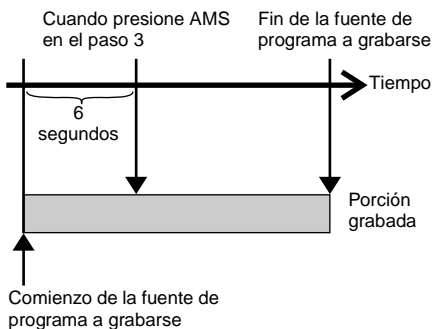 Cuando presione AMS
en el paso 3
Fin de la fuente de
programa a grabarse
Tiempo
6
segundos
Porción
grabada
Comienzo de la fuente de
programa a grabarse